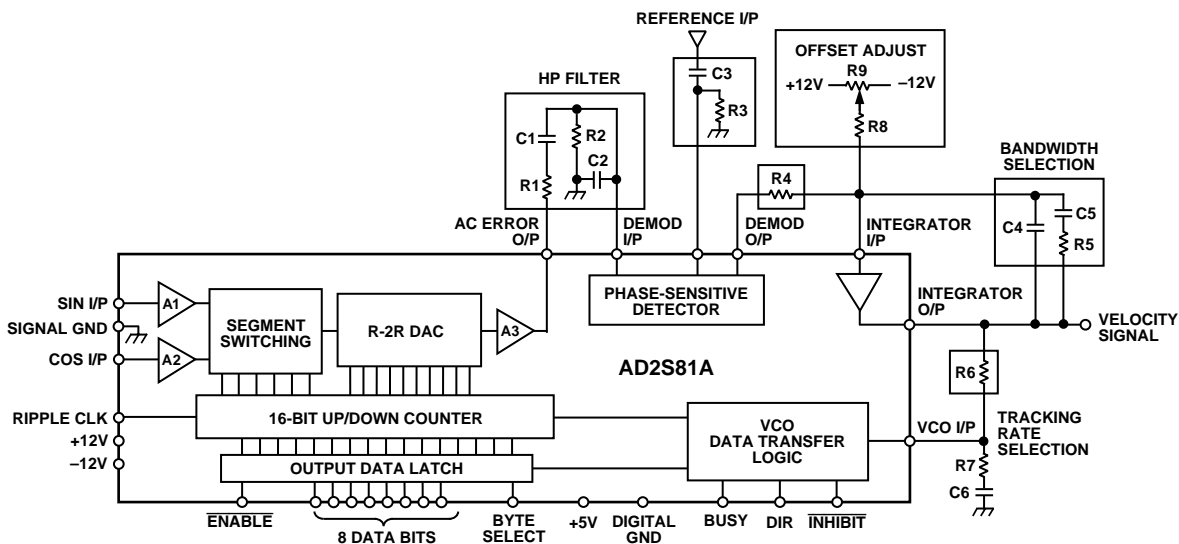 REFERENCE I/P
OFFSET ADJUST
R9
+12V
–12V
R8
HP FILTER
C3
R3
C1
R2
C2
R1
R4
BANDWIDTH
SELECTION
C5
C4
R5
AC ERROR
O/P
DEMOD
I/P
DEMOD
O/P
INTEGRATOR
I/P
SIN I/P
A1
SIGNAL GND
COS I/P
A2
SEGMENT
SWITCHING
R-2R DAC
A3
PHASE-SENSITIVE
DETECTOR
INTEGRATOR
O/P
VELOCITY
SIGNAL
AD2S81A
R6
RIPPLE CLK
+12V
–12V
16-BIT UP/DOWN COUNTER
VCO
DATA TRANSFER
LOGIC
VCO I/P
TRACKING
RATE
SELECTION
R7
C6
OUTPUT DATA LATCH
ENABLE
8 DATA BITS
BYTE
SELECT
+5V
DIGITAL
GND
BUSY
DIR
INHIBIT